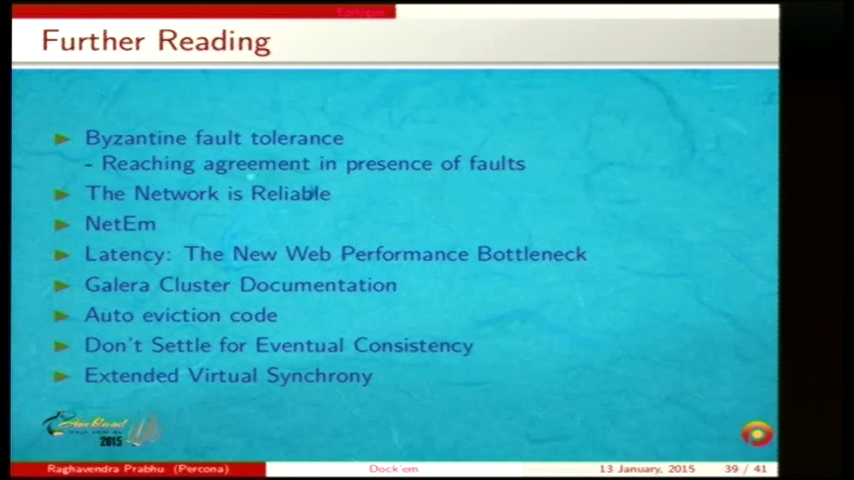 Epilogue
Further Reading
Byzantine fault tolerance
- Reaching agreement in presence of faults
The Network is Reliable
NetEm
Latency: The New Web Performance Bottleneck
Galera Cluster Documentation
Auto eviction code
Don't Settle for Eventual Consistency
Extended Virtual Synchrony
2015
Raghavendra Prabhu (Percona)
Dock'em
13 January, 2015
39 / 41